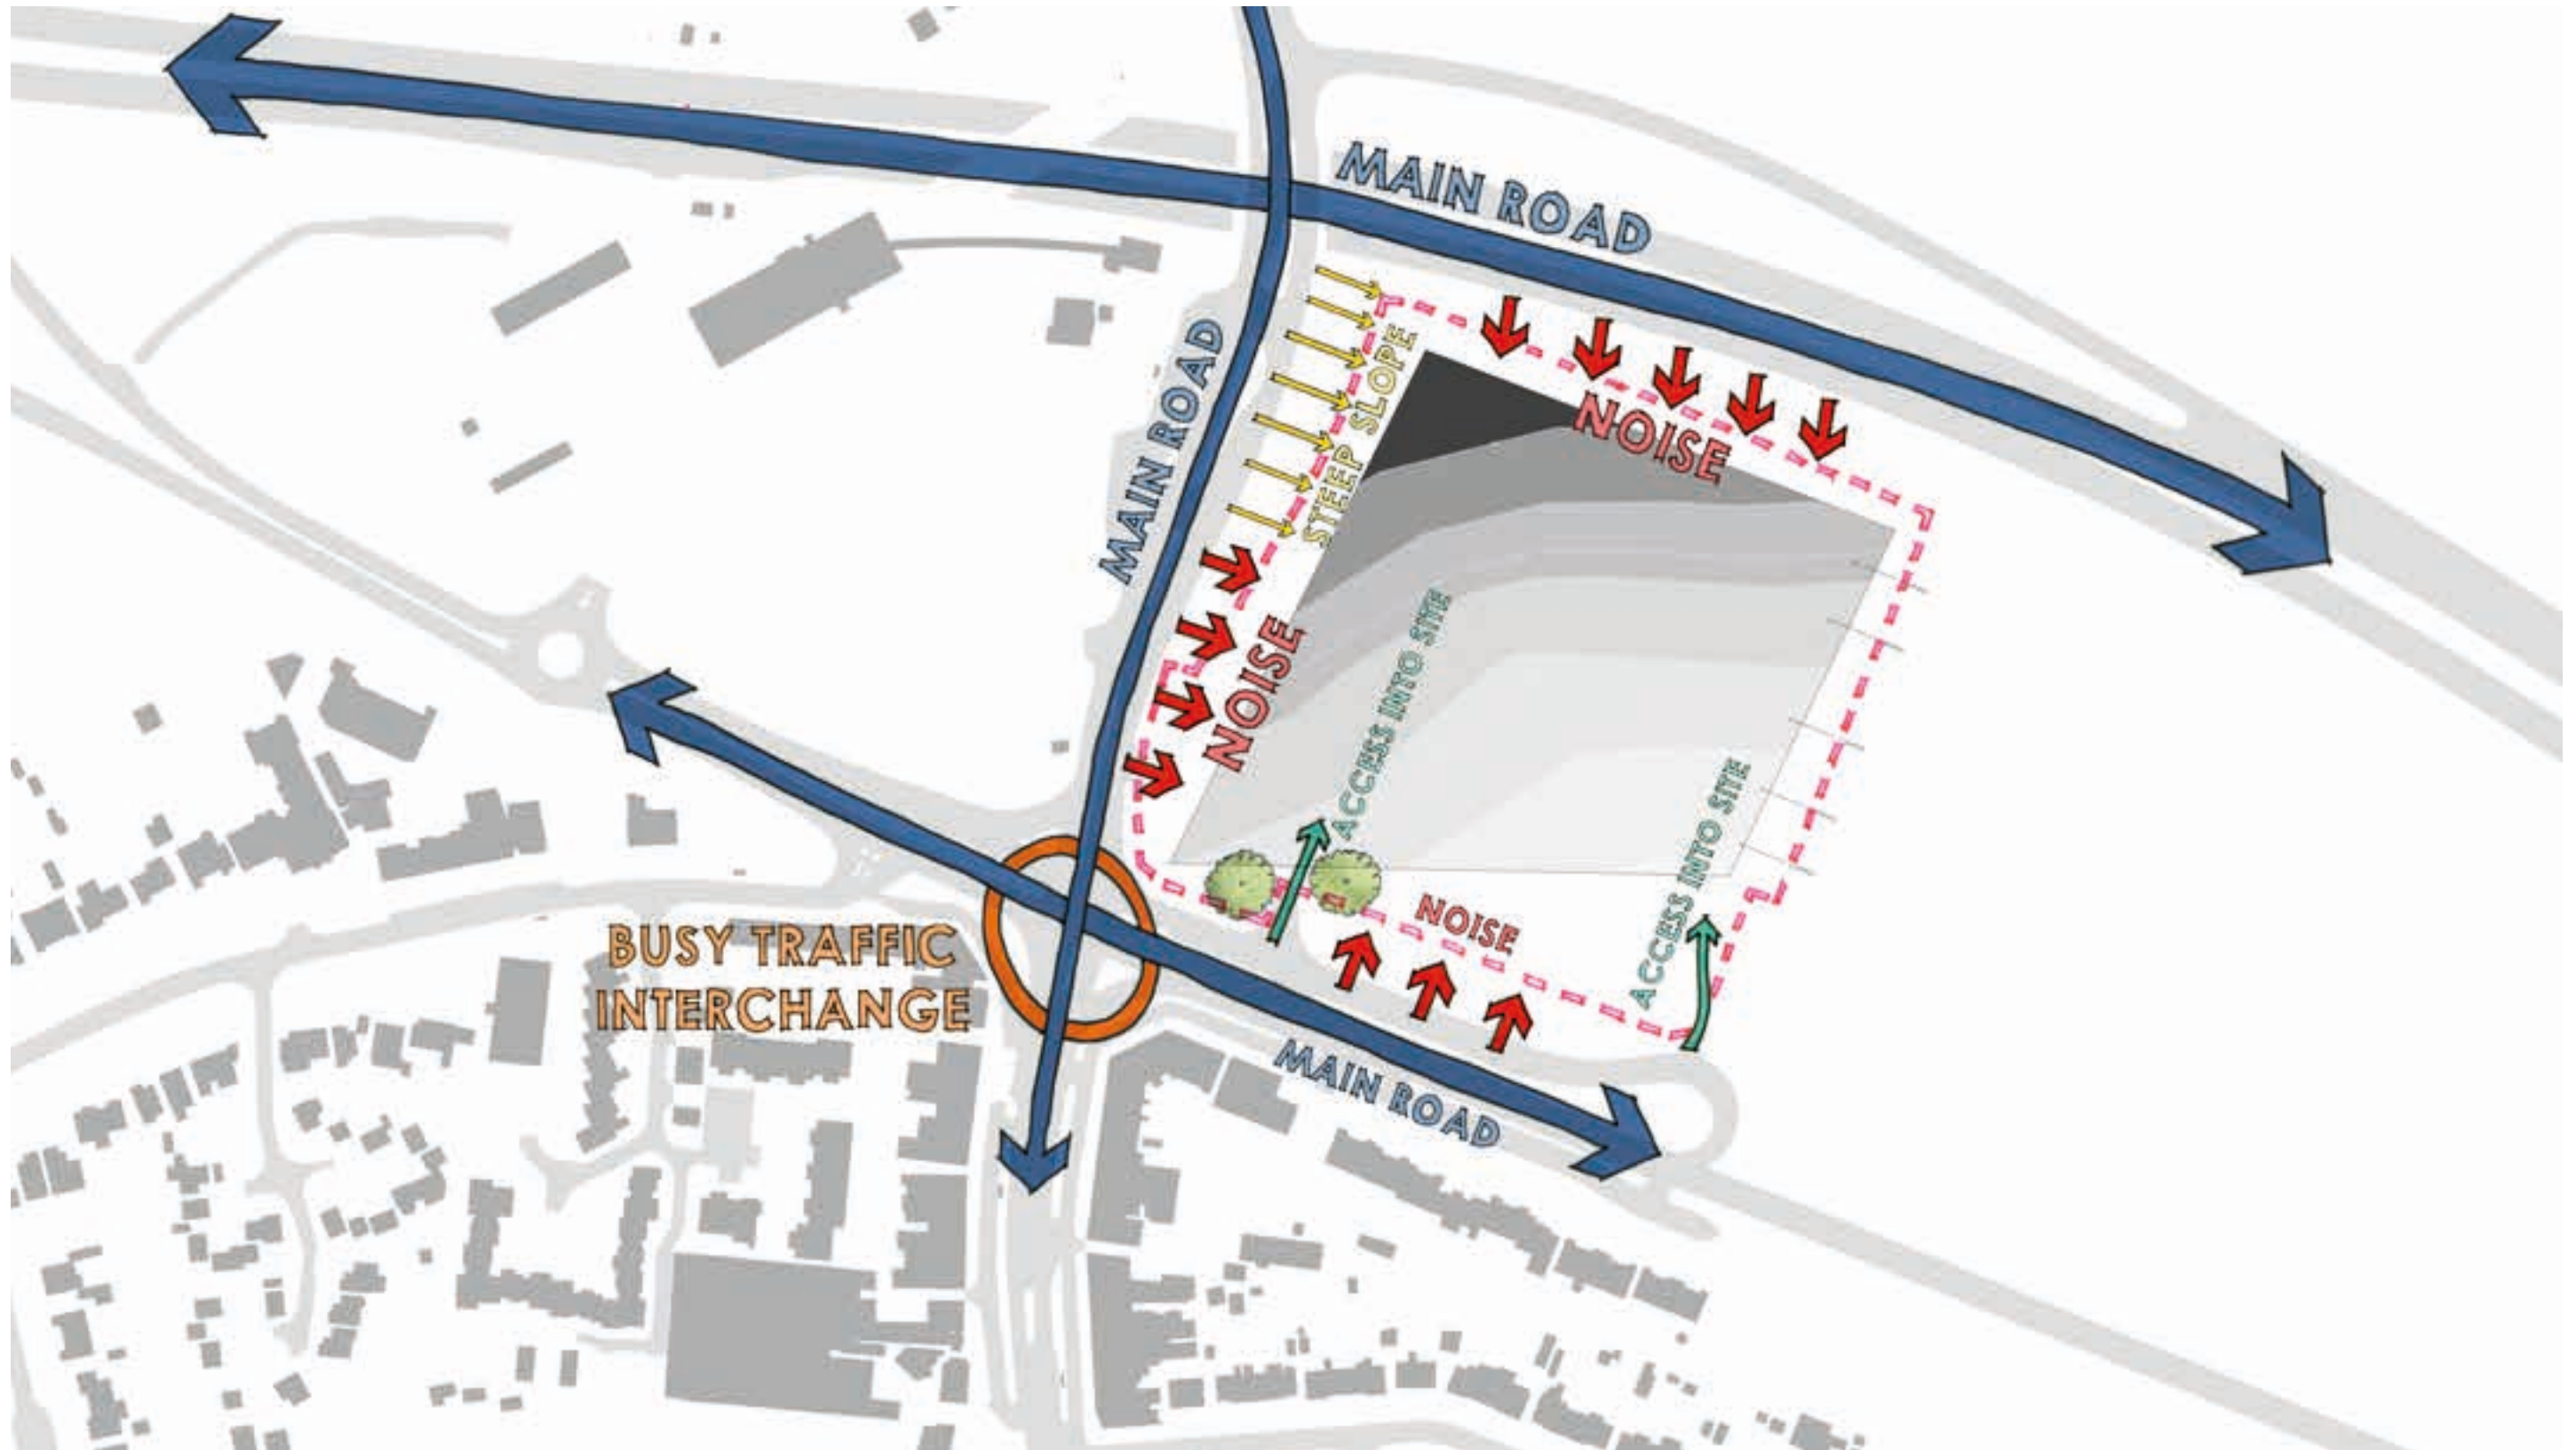 MAIN ROAD
MAIN ROAD
STEEP SLOPE
NOISE
NOISE
ACCESS INTO SITE
ACCESS INTO SITE
NOISE
BUSY TRAFFIC
INTERCHANGE
MAIN ROAD